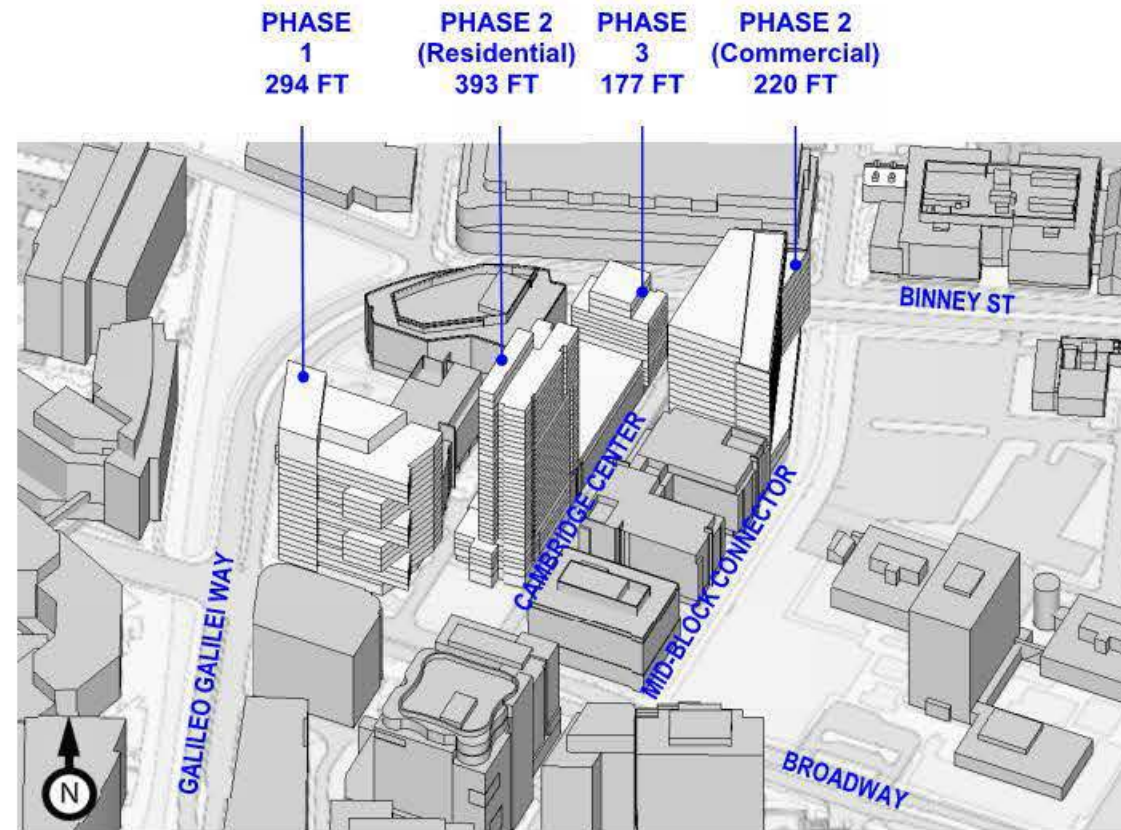 PHASE
1
294 FT
PHASE 2
(Residential)
393 FT
PHASE
3
177 FT
PHASE 2
(Commercial)
220 FT
BINNEY ST
CAMBRIDGE CENTER
MID-BLOCK CONNECTOR
GALILEO GALILEI WAY
BROADWAY
N